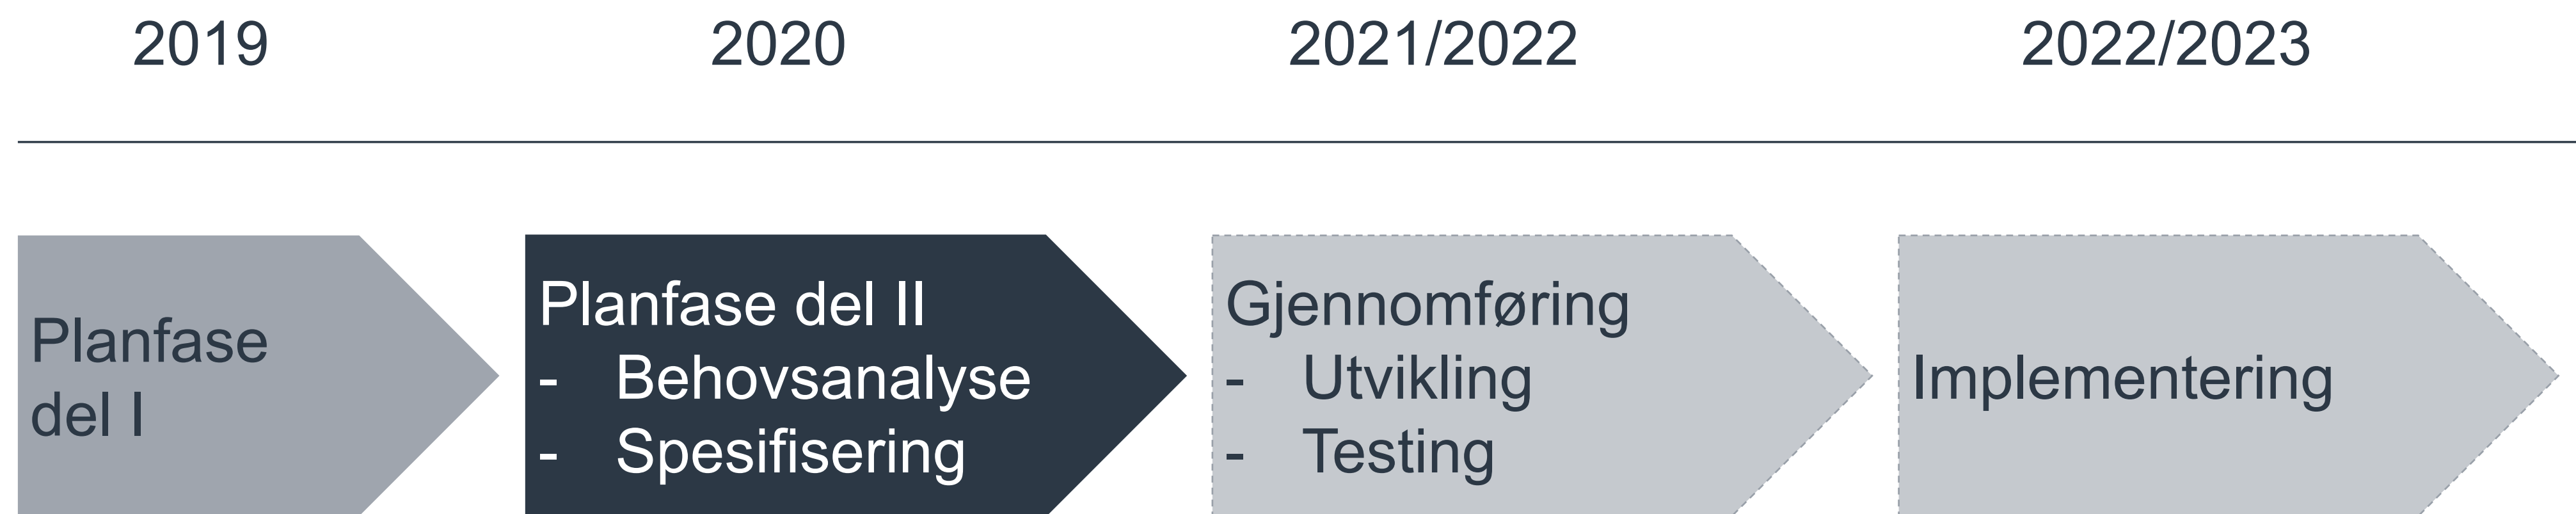 2019
2020
2021/2022
2022/2023
Planfase
del I
Planfase del II
- Behovsanalyse
- Spesifisering
Gjennomføring
- Utvikling
- Testing
Implementering